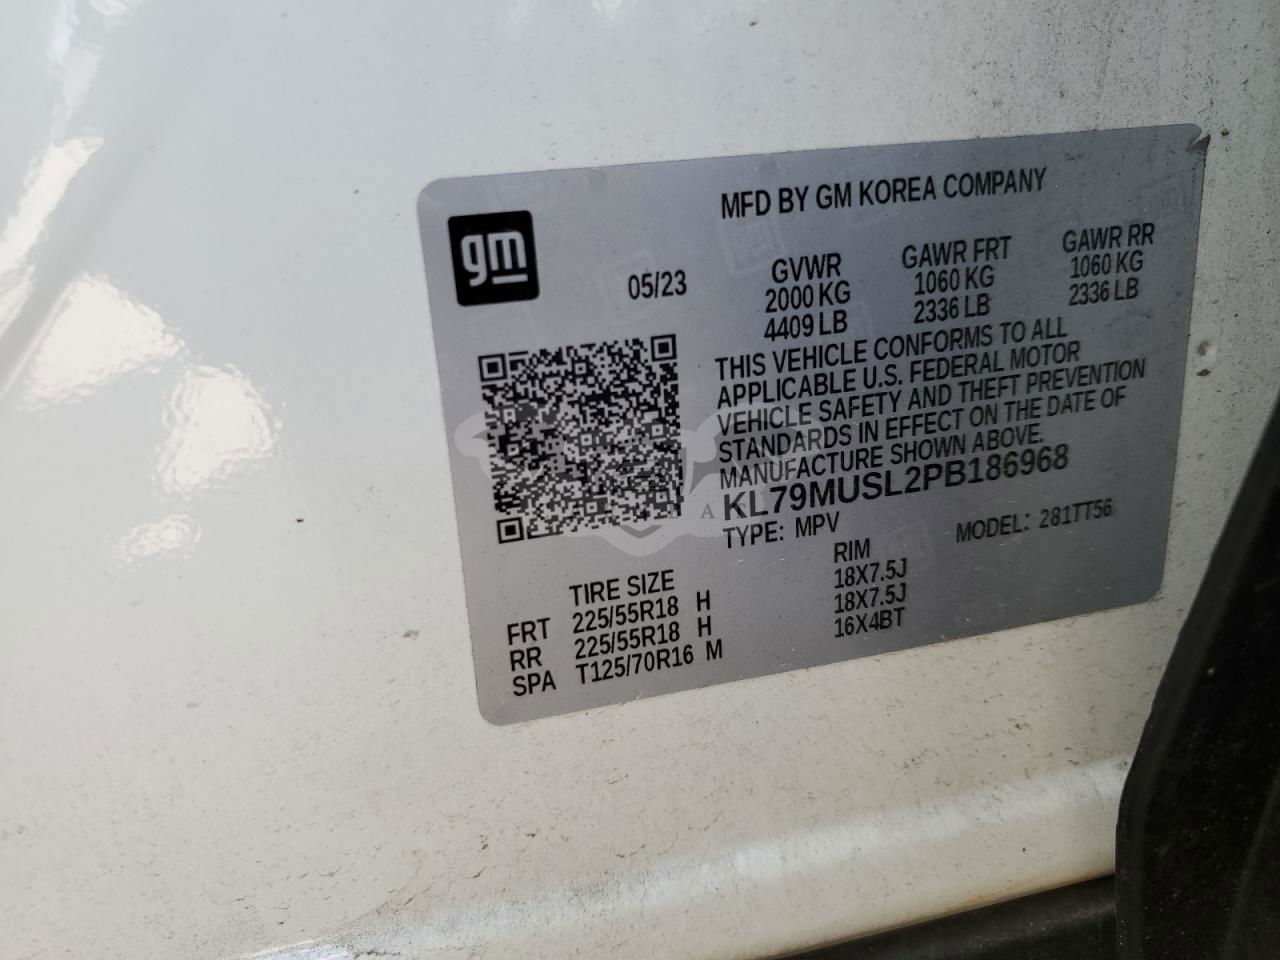 gm
MFD BY GM KOREA COMPANY
05/23
GVWR
2000 KG
4409 LB
GAWR FRT
1060 KG
2336 LB
GAWR RR
1060 KG
2336 LB
THIS VEHICLE CONFORMS TO ALL
APPLICABLE U.S. FEDERAL MOTOR
VEHICLE SAFETY AND THEFT PREVENTION
STANDARDS IN EFFECT ON THE DATE OF
MANUFACTURE SHOWN ABOVE.
KL79MUSL2PB186968
TYPE: MPV
MODEL: 281TT56
TIRE SIZE
RIM
FRT 225/55R18 H 18X7.5J
RR 225/55R18 H 18X7.5J
SPA T125/70R16 M 16X4BT